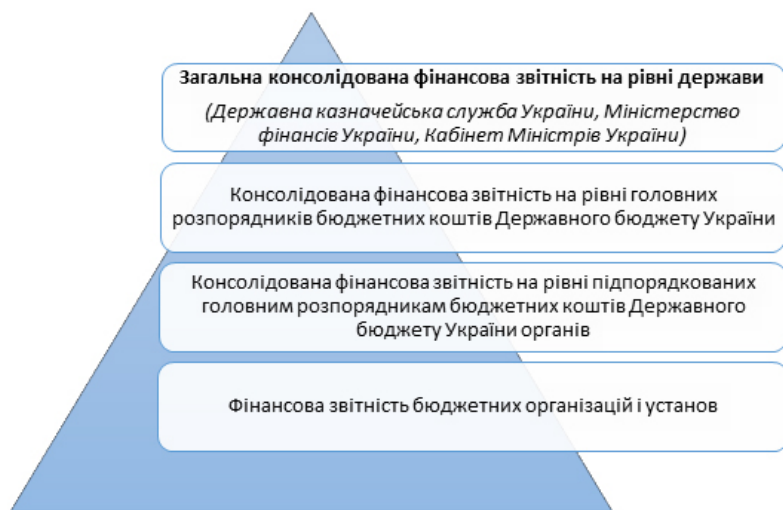 Загальна консолідована фінансова звітність на рівні держави
(Державна казначейська служба України, Міністерство
фінансів України, Кабінет Міністрів України)
Консолідована фінансова звітність на рівні головних
розпорядників бюджетних коштів Державного бюджету України
Консолідована фінансова звітність на рівні підпорядкованих
головним розпорядникам бюджетних коштів Державного
бюджету України органів
Фінансова звітність бюджетних організацій і установ